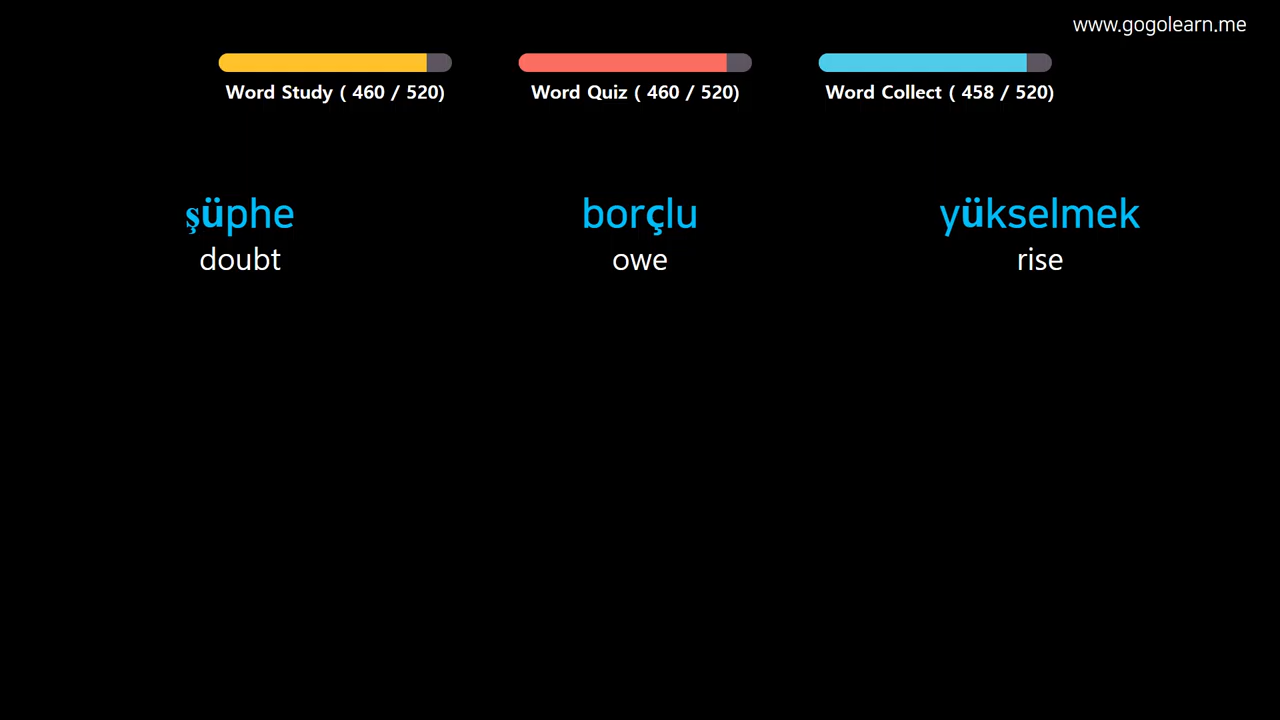 www.gogolearn.me
Word Study ( 460 / 520)
Word Quiz ( 460 / 520)
Word Collect ( 458 / 520)
şüphe
doubt
borçlu
owe
yükselmek
rise